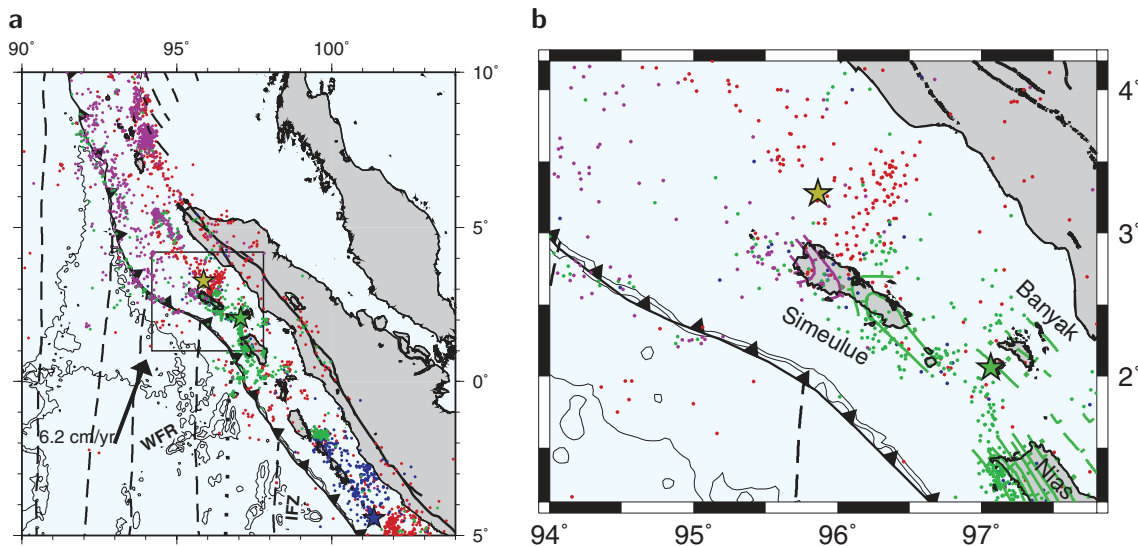 a
90˚ 95˚ 100˚
10˚
5˚
0˚
5˚
6.2 cm/yr
WFR
IFZ
b
4˚
3˚
2˚
94˚ 95˚ 96˚ 97˚
Simeulue
Banyak
Nias